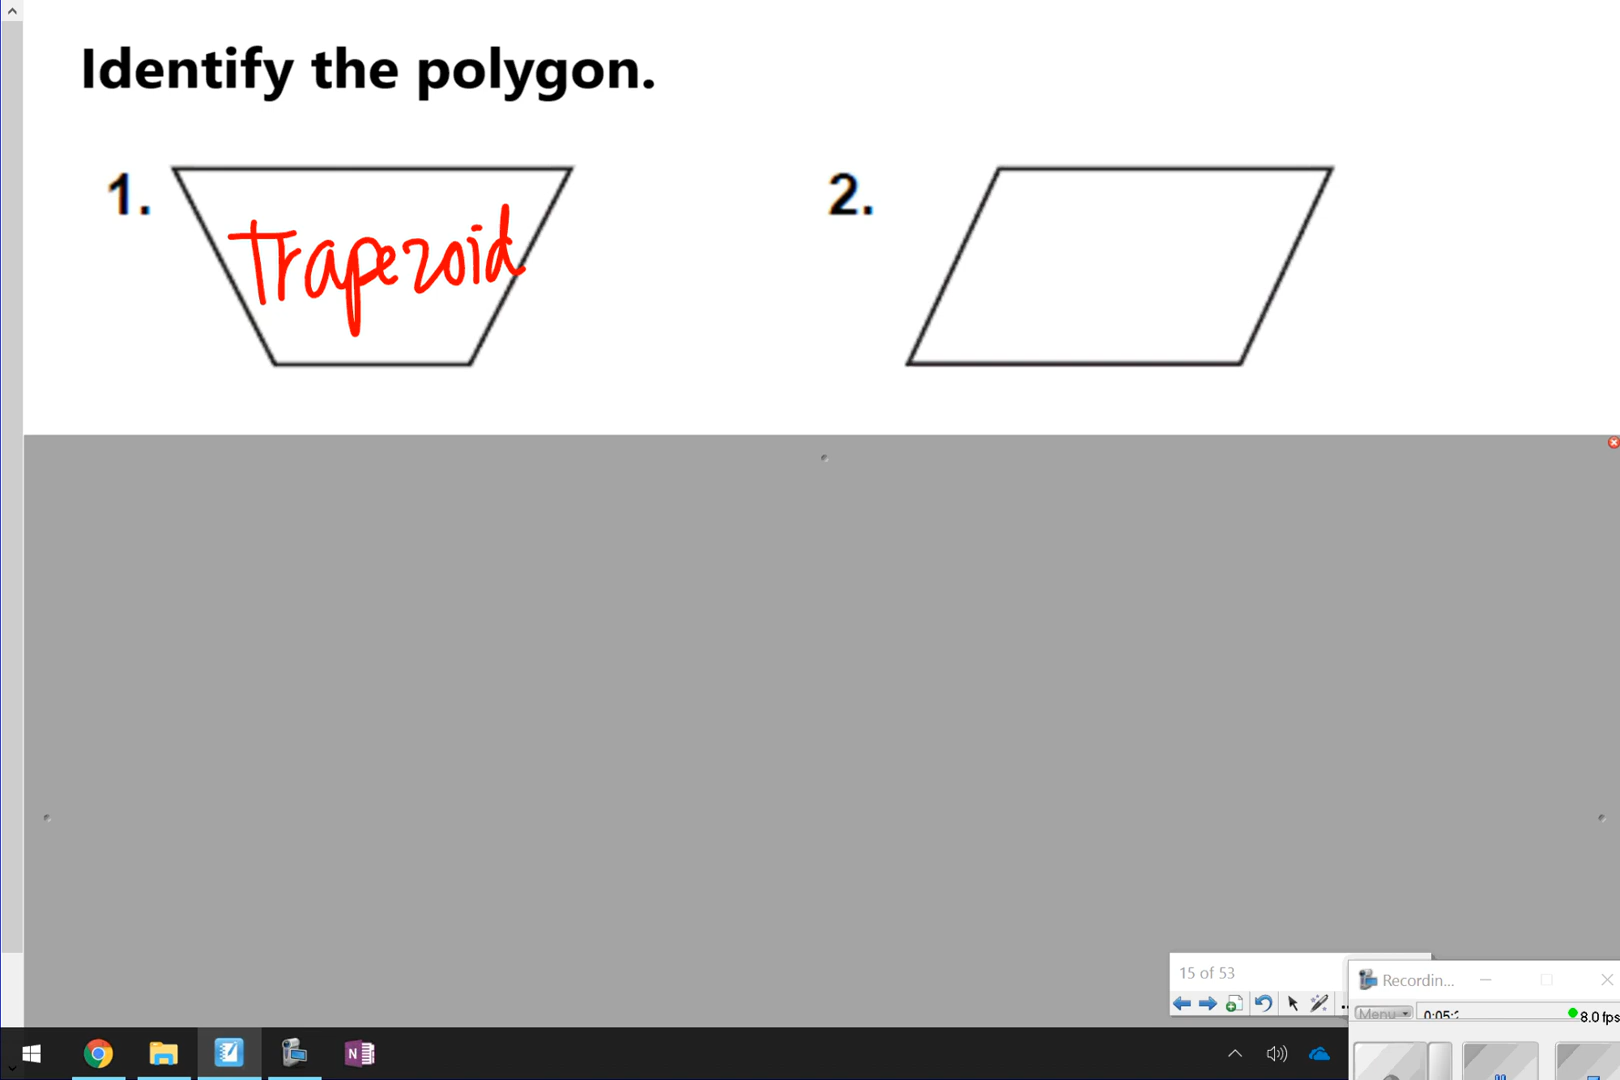 Identify the polygon.
1.
Trapezoid
2.
15 of 53
Recordin...
Menu
8.0 fps
N